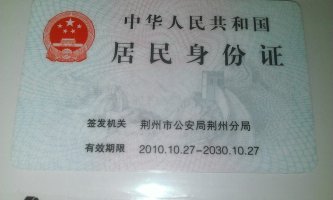 中华人民共和国
居民身份证
签发机关 荆州市公安局荆州分局
有效期限 2010.10.27-2030.10.27